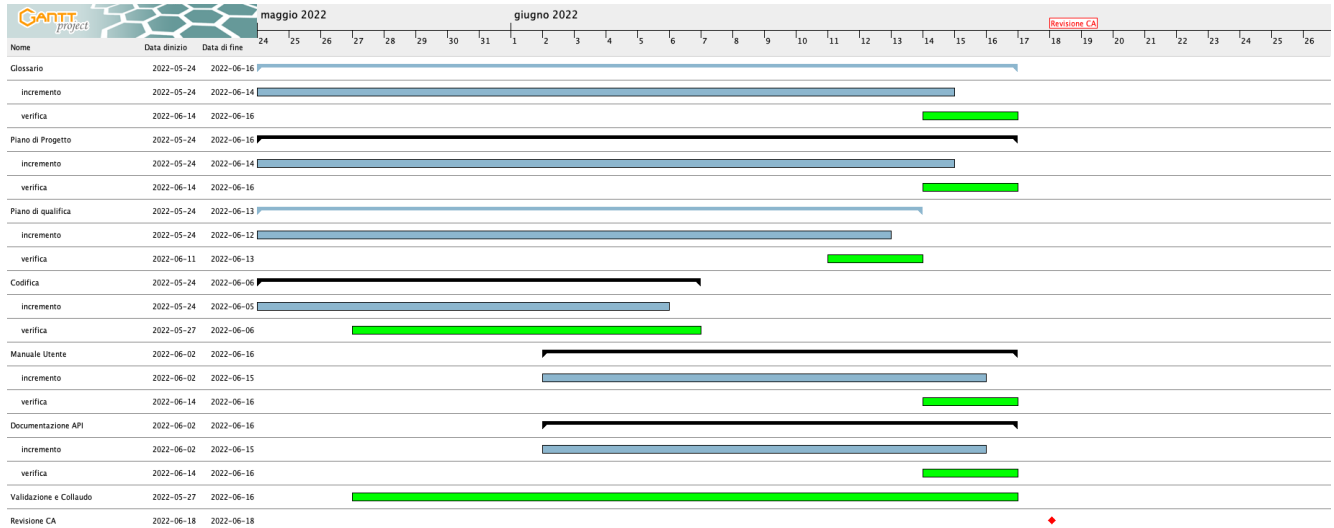 GANTT project
maggio 2022 giugno 2022
Revisione CA
Nome Data dinizio Data di fine 24 25 26 27 28 29 30 31 1 2 3 4 5 6 7 8 9 10 11 12 13 14 15 16 17 18 19 20 21 22 23 24 25 26
Glossario 2022-05-24 2022-06-16
incremento 2022-05-24 2022-06-14
verifica 2022-06-14 2022-06-16
Piano di Progetto 2022-05-24 2022-06-16
incremento 2022-05-24 2022-06-14
verifica 2022-06-14 2022-06-16
Piano di qualifica 2022-05-24 2022-06-13
incremento 2022-05-24 2022-06-12
verifica 2022-06-11 2022-06-13
Codifica 2022-05-24 2022-06-06
incremento 2022-05-24 2022-06-05
verifica 2022-05-27 2022-06-06
Manuale Utente 2022-06-02 2022-06-16
incremento 2022-06-02 2022-06-15
verifica 2022-06-14 2022-06-16
Documentazione API 2022-06-02 2022-06-16
incremento 2022-06-02 2022-06-15
verifica 2022-06-14 2022-06-16
Validazione e Collaudo 2022-05-27 2022-06-16
Revisione CA 2022-06-18 2022-06-18